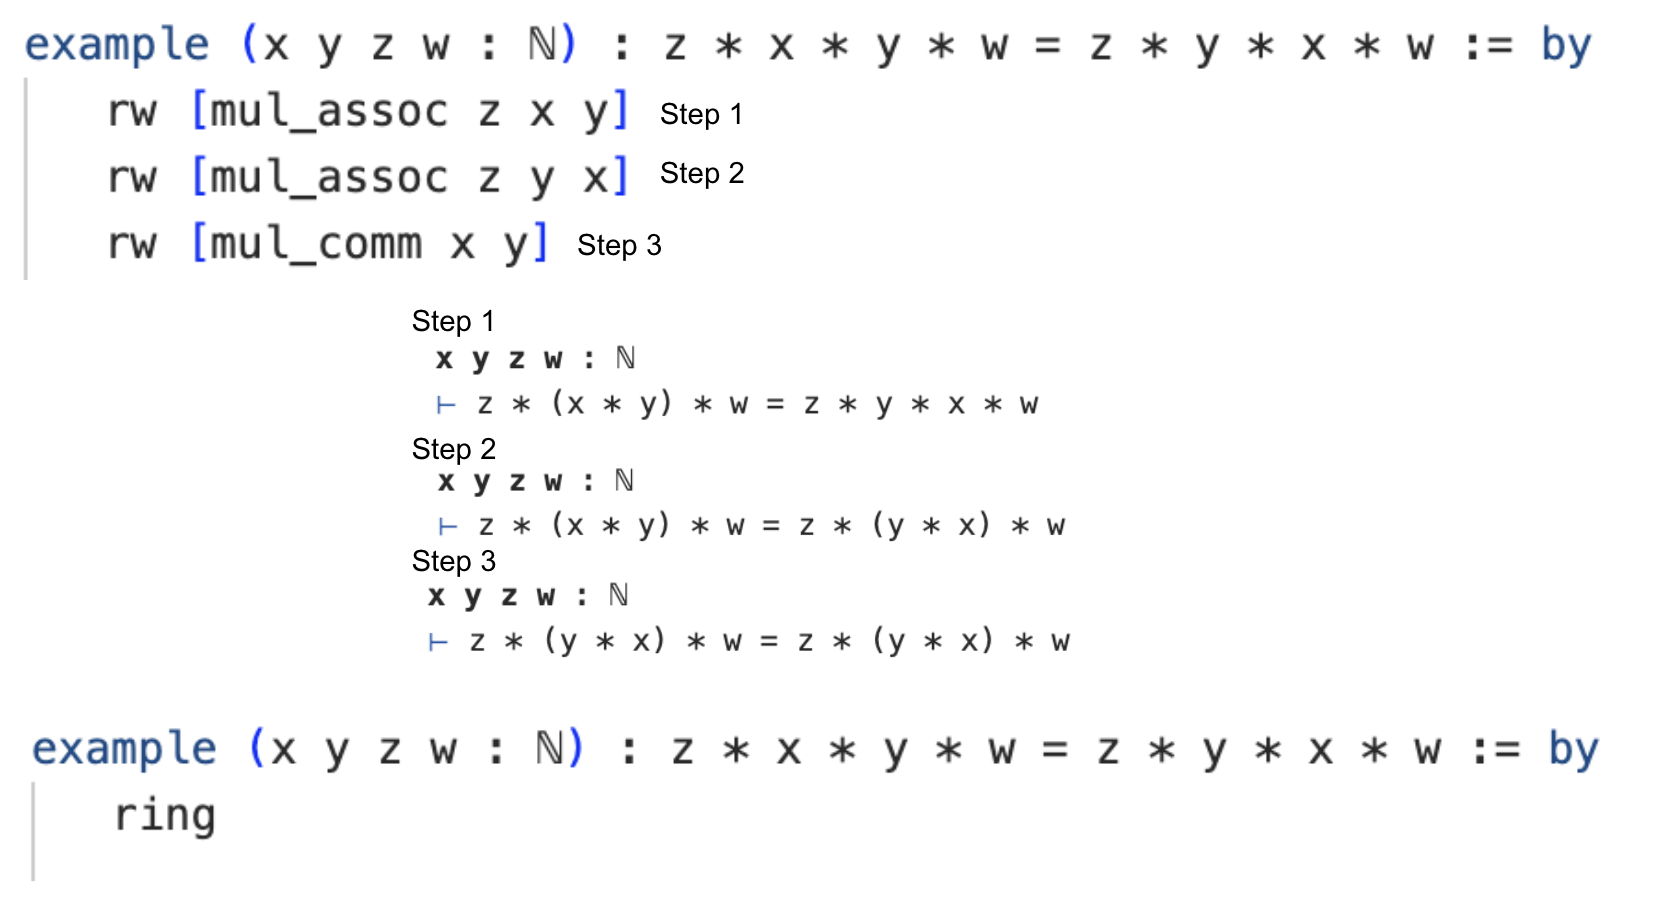 example (x y z w : ℕ) : z * x * y * w = z * y * x * w := by
rw [mul_assoc z x y] Step 1
rw [mul_assoc z y x] Step 2
rw [mul_comm x y] Step 3
Step 1
x y z w : ℕ
⊢ z * (x * y) * w = z * y * x * w
Step 2
x y z w : ℕ
⊢ z * (x * y) * w = z * (y * x) * w
Step 3
x y z w : ℕ
⊢ z * (y * x) * w = z * (y * x) * w
example (x y z w : ℕ) : z * x * y * w = z * y * x * w := by
ring